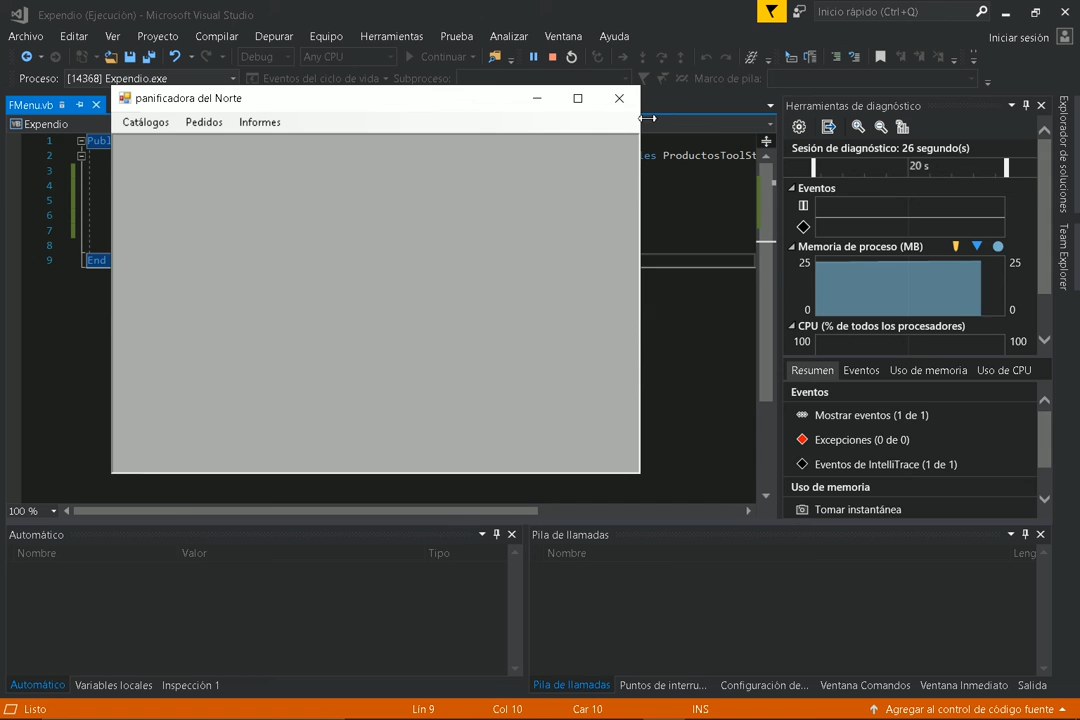 Expendio (Ejecución) - Microsoft Visual Studio
Inicio rápido (Ctrl+Q)
Archivo Editar Ver Proyecto Compilar Depurar Equipo Herramientas Prueba Analizar Ventana Ayuda
Iniciar sesión
Debug Any CPU Continuar
Proceso: [14368] Expendio.exe Eventos del ciclo de vida Subproceso: Marco de pila:
FMenu.vb
panificadora del Norte
Catálogos Pedidos Informes
Expendio
1 Publ
2 ProductosToolSt
3
4
5
6
7
8
9 End
100 %
Herramientas de diagnóstico
Sesión de diagnóstico: 26 segundo(s)
20 s
Eventos
Memoria de proceso (MB)
25 25
0 0
CPU (% de todos los procesadores)
100 100
Resumen Eventos Uso de memoria Uso de CPU
Eventos
Mostrar eventos (1 de 1)
Excepciones (0 de 0)
Eventos de IntelliTrace (1 de 1)
Uso de memoria
Tomar instantánea
Explorador de soluciones
Team Explorer
Automático
Nombre Valor Tipo
Pila de llamadas
Nombre Leng
Automático Variables locales Inspección 1
Pila de llamadas Puntos de interru... Configuración de... Ventana Comandos Ventana Inmediato Salida
Listo Lín 9 Col 10 Car 10 INS Agregar al control de código fuente